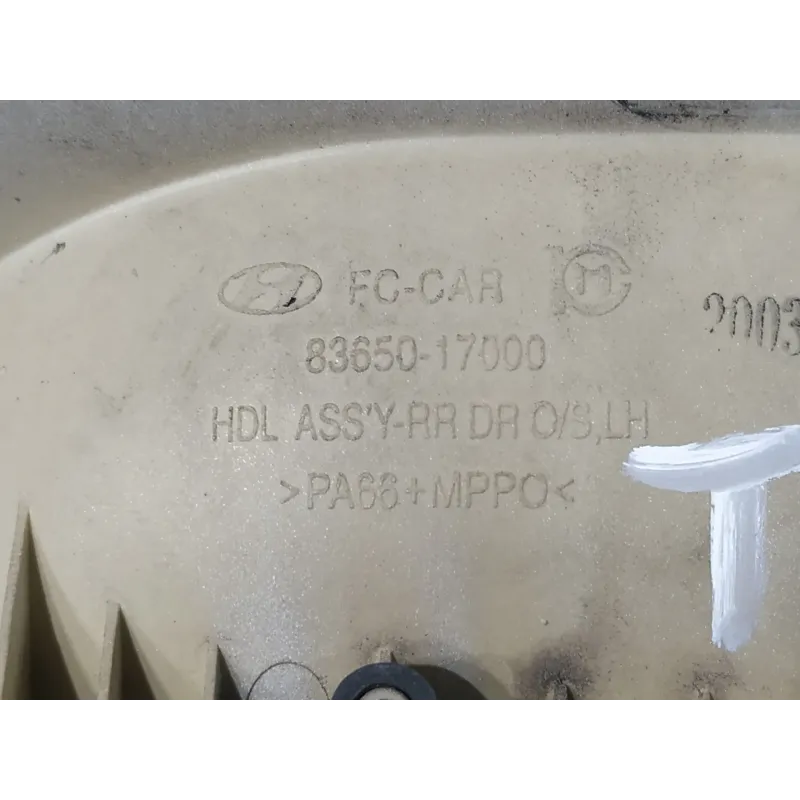 FC-CAR
2003
83650-17000
HDL ASS'Y-RR DR O/S,LH
>PA66+MPPO<
T